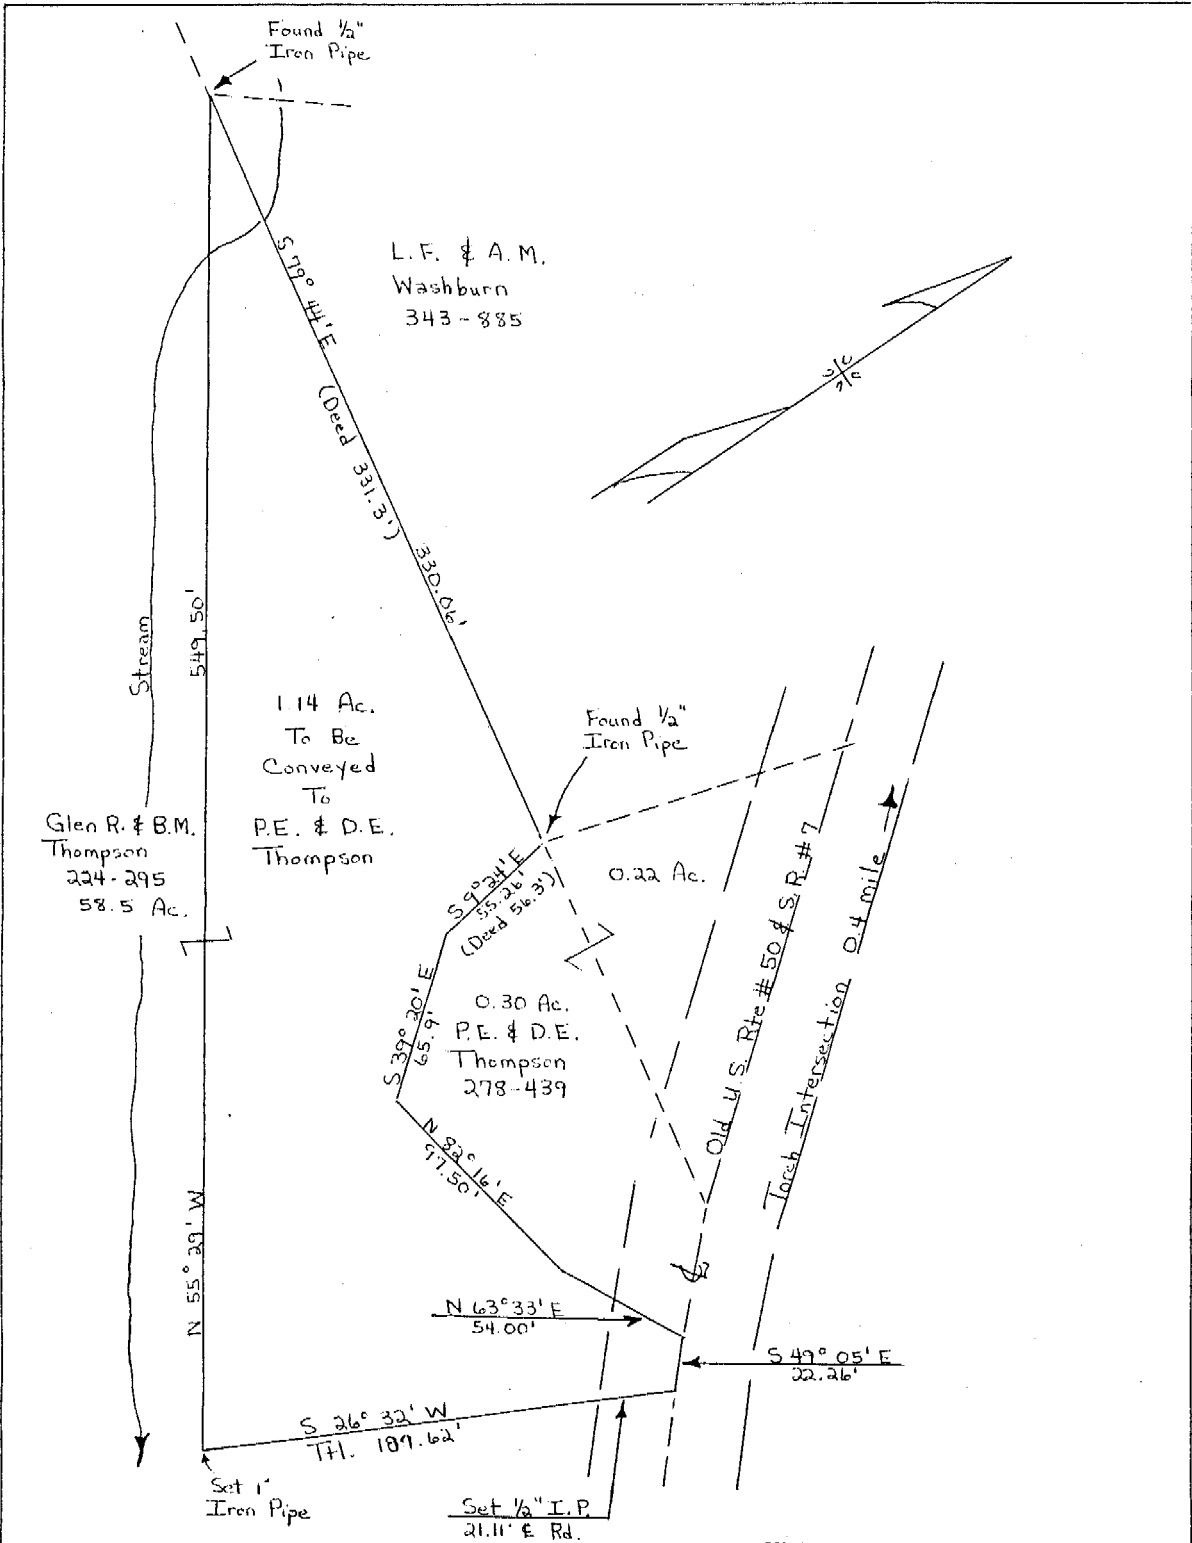 Found ½"
Iron Pipe
L.F. & A.M.
Washburn
343-885
S 79° 44' E
(Deed 331.3')
330.06'
Stream
549.50'
1.14 Ac.
To Be
Conveyed
To
P.E. & D.E.
Thompson
Found ½"
Iron Pipe
Glen R. & B.M.
Thompson
224-295
58.5 Ac.
S 9° 24' E
55.26'
(Deed 56.3')
0.22 Ac.
Old U.S. Rte #50 & S.R. #7
Torch Intersection 0.4 mile
S 39° 20' E
65.9'
0.30 Ac.
P.E. & D.E.
Thompson
278-439
N 82° 16' E
97.50'
N 55° 29' W
N 63° 33' E
54.00'
S 49° 05' E
22.26'
S 26° 32' W
Ttl. 189.62'
Set 1"
Iron Pipe
Set ½" I.P.
21.11' ℄ Rd.